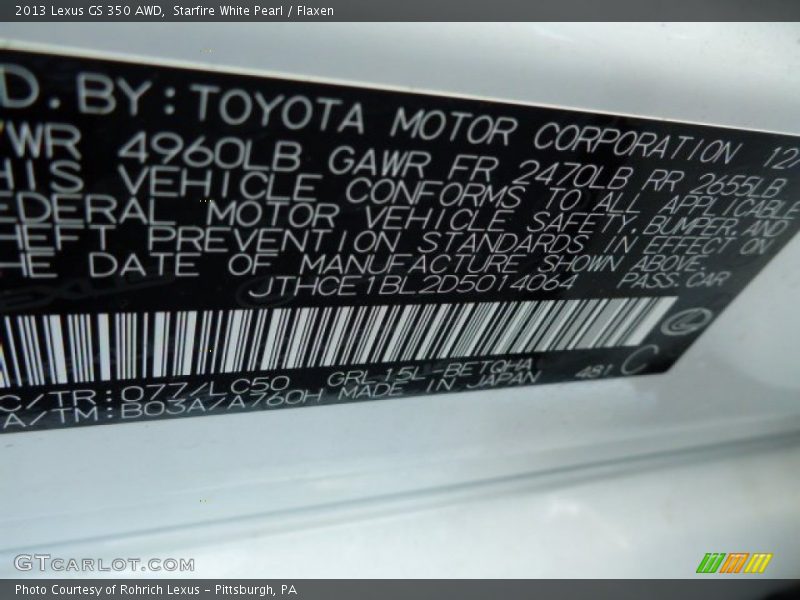 2013 Lexus GS 350 AWD, Starfire White Pearl / Flaxen
D. BY: TOYOTA MOTOR CORPORATION 12
WR 4960LB GAWR FR 2470LB RR 2655LB
HIS VEHICLE CONFORMS TO ALL APPLICABLE
EDERAL MOTOR VEHICLE SAFETY, BUMPER, AND
HEFT PREVENTION STANDARDS IN EFFECT ON
HE DATE OF MANUFACTURE SHOWN ABOVE.
JTHCE1BL2D5014064 PASS. CAR
C/TR: 077/LC50 GRL15L-BETQHA
A/TM: B03A/A760H MADE IN JAPAN 481 C
GTCARLOT.COM
Photo Courtesy of Rohrich Lexus - Pittsburgh, PA